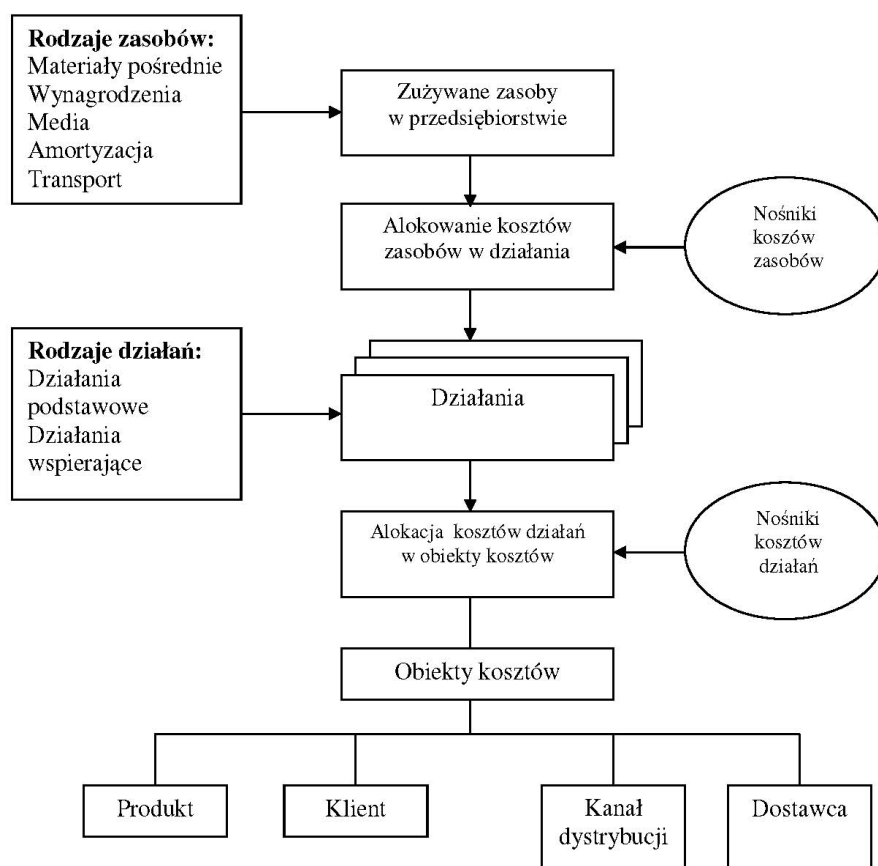 Rodzaje zasobów:
Materiały pośrednie
Wynagrodzenia
Media
Amortyzacja
Transport
Zużywane zasoby
w przedsiębiorstwie
Alokowanie kosztów
zasobów w działania
Nośniki
koszów
zasobów
Rodzaje działań:
Działania
podstawowe
Działania
wspierające
Działania
Alokacja kosztów działań
w obiekty kosztów
Nośniki
kosztów
działań
Obiekty kosztów
Produkt
Klient
Kanał
dystrybucji
Dostawca